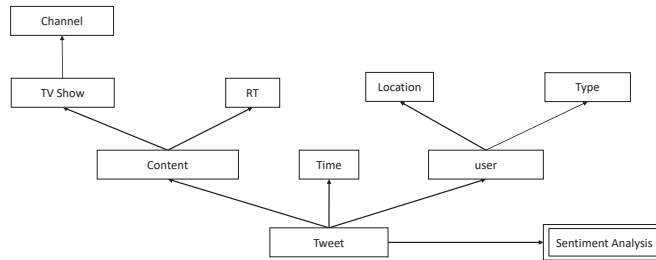 Channel
TV Show
RT
Location
Type
Content
Time
user
Tweet
Sentiment Analysis